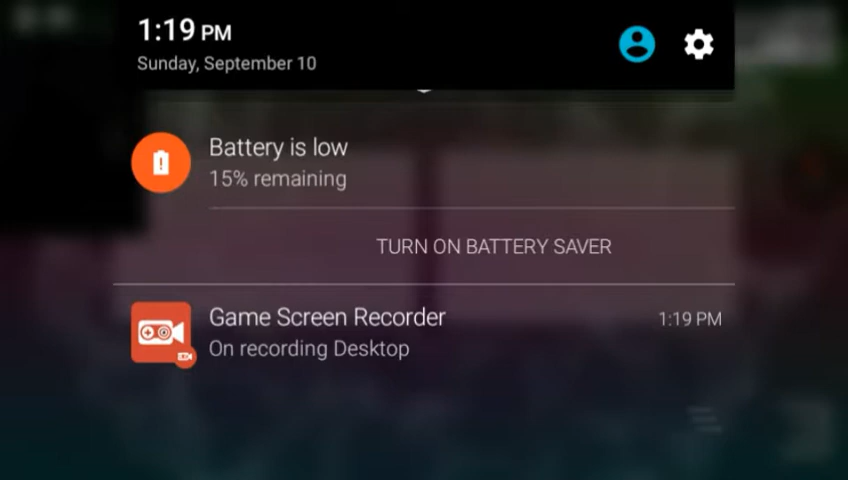 1:19 PM
Sunday, September 10
Battery is low
15% remaining
TURN ON BATTERY SAVER
Game Screen Recorder
1:19 PM
On recording Desktop